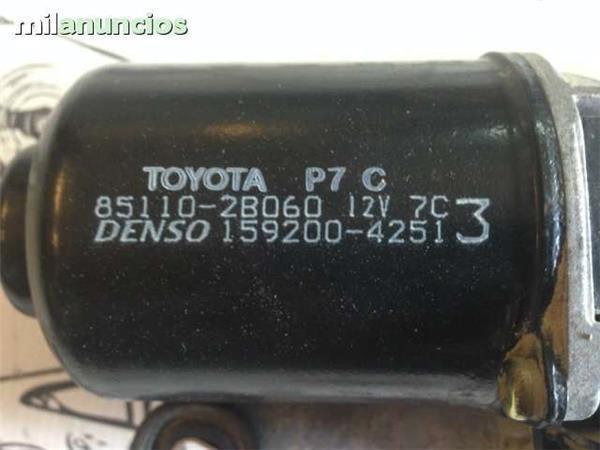 milanuncios
TOYOTA P7 C
85110-2B060 12V 7C
DENSO 159200-4251 3